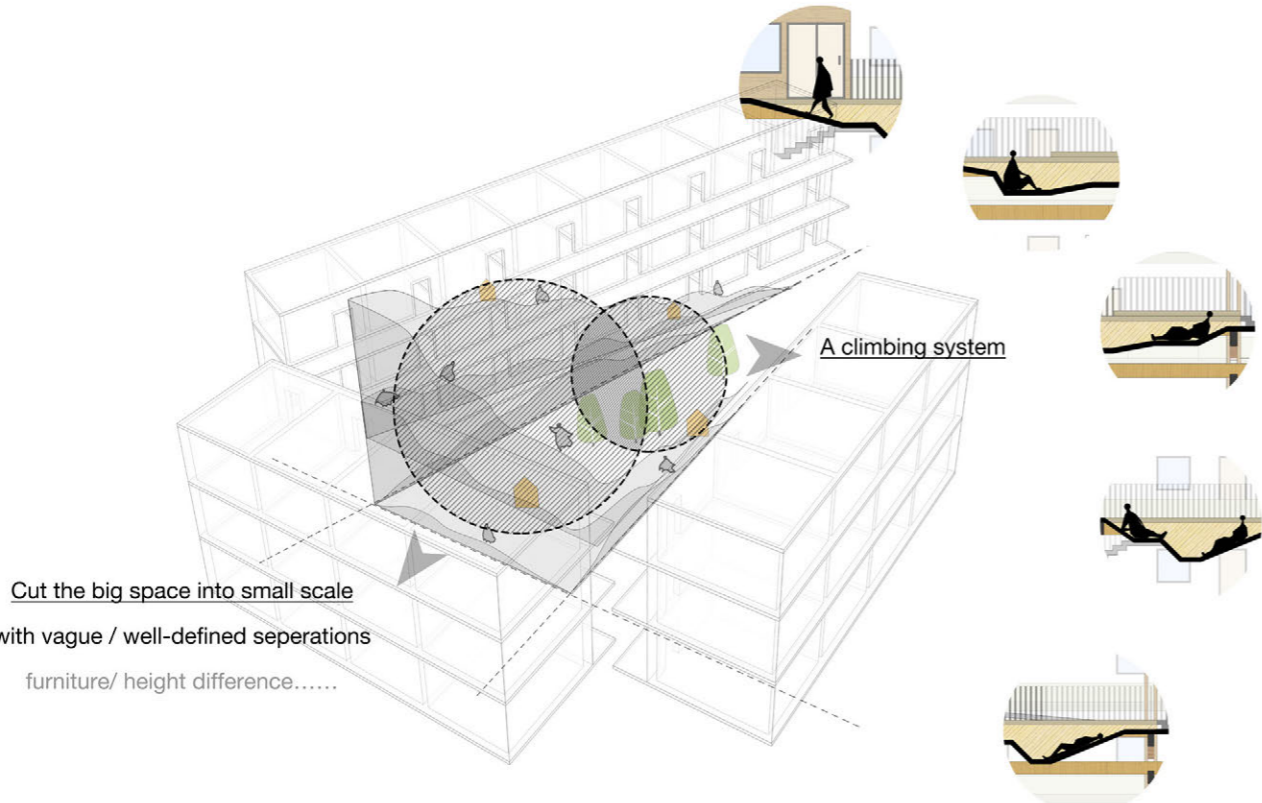 A climbing system
Cut the big space into small scale
with vague / well-defined seperations
furniture/ height difference……